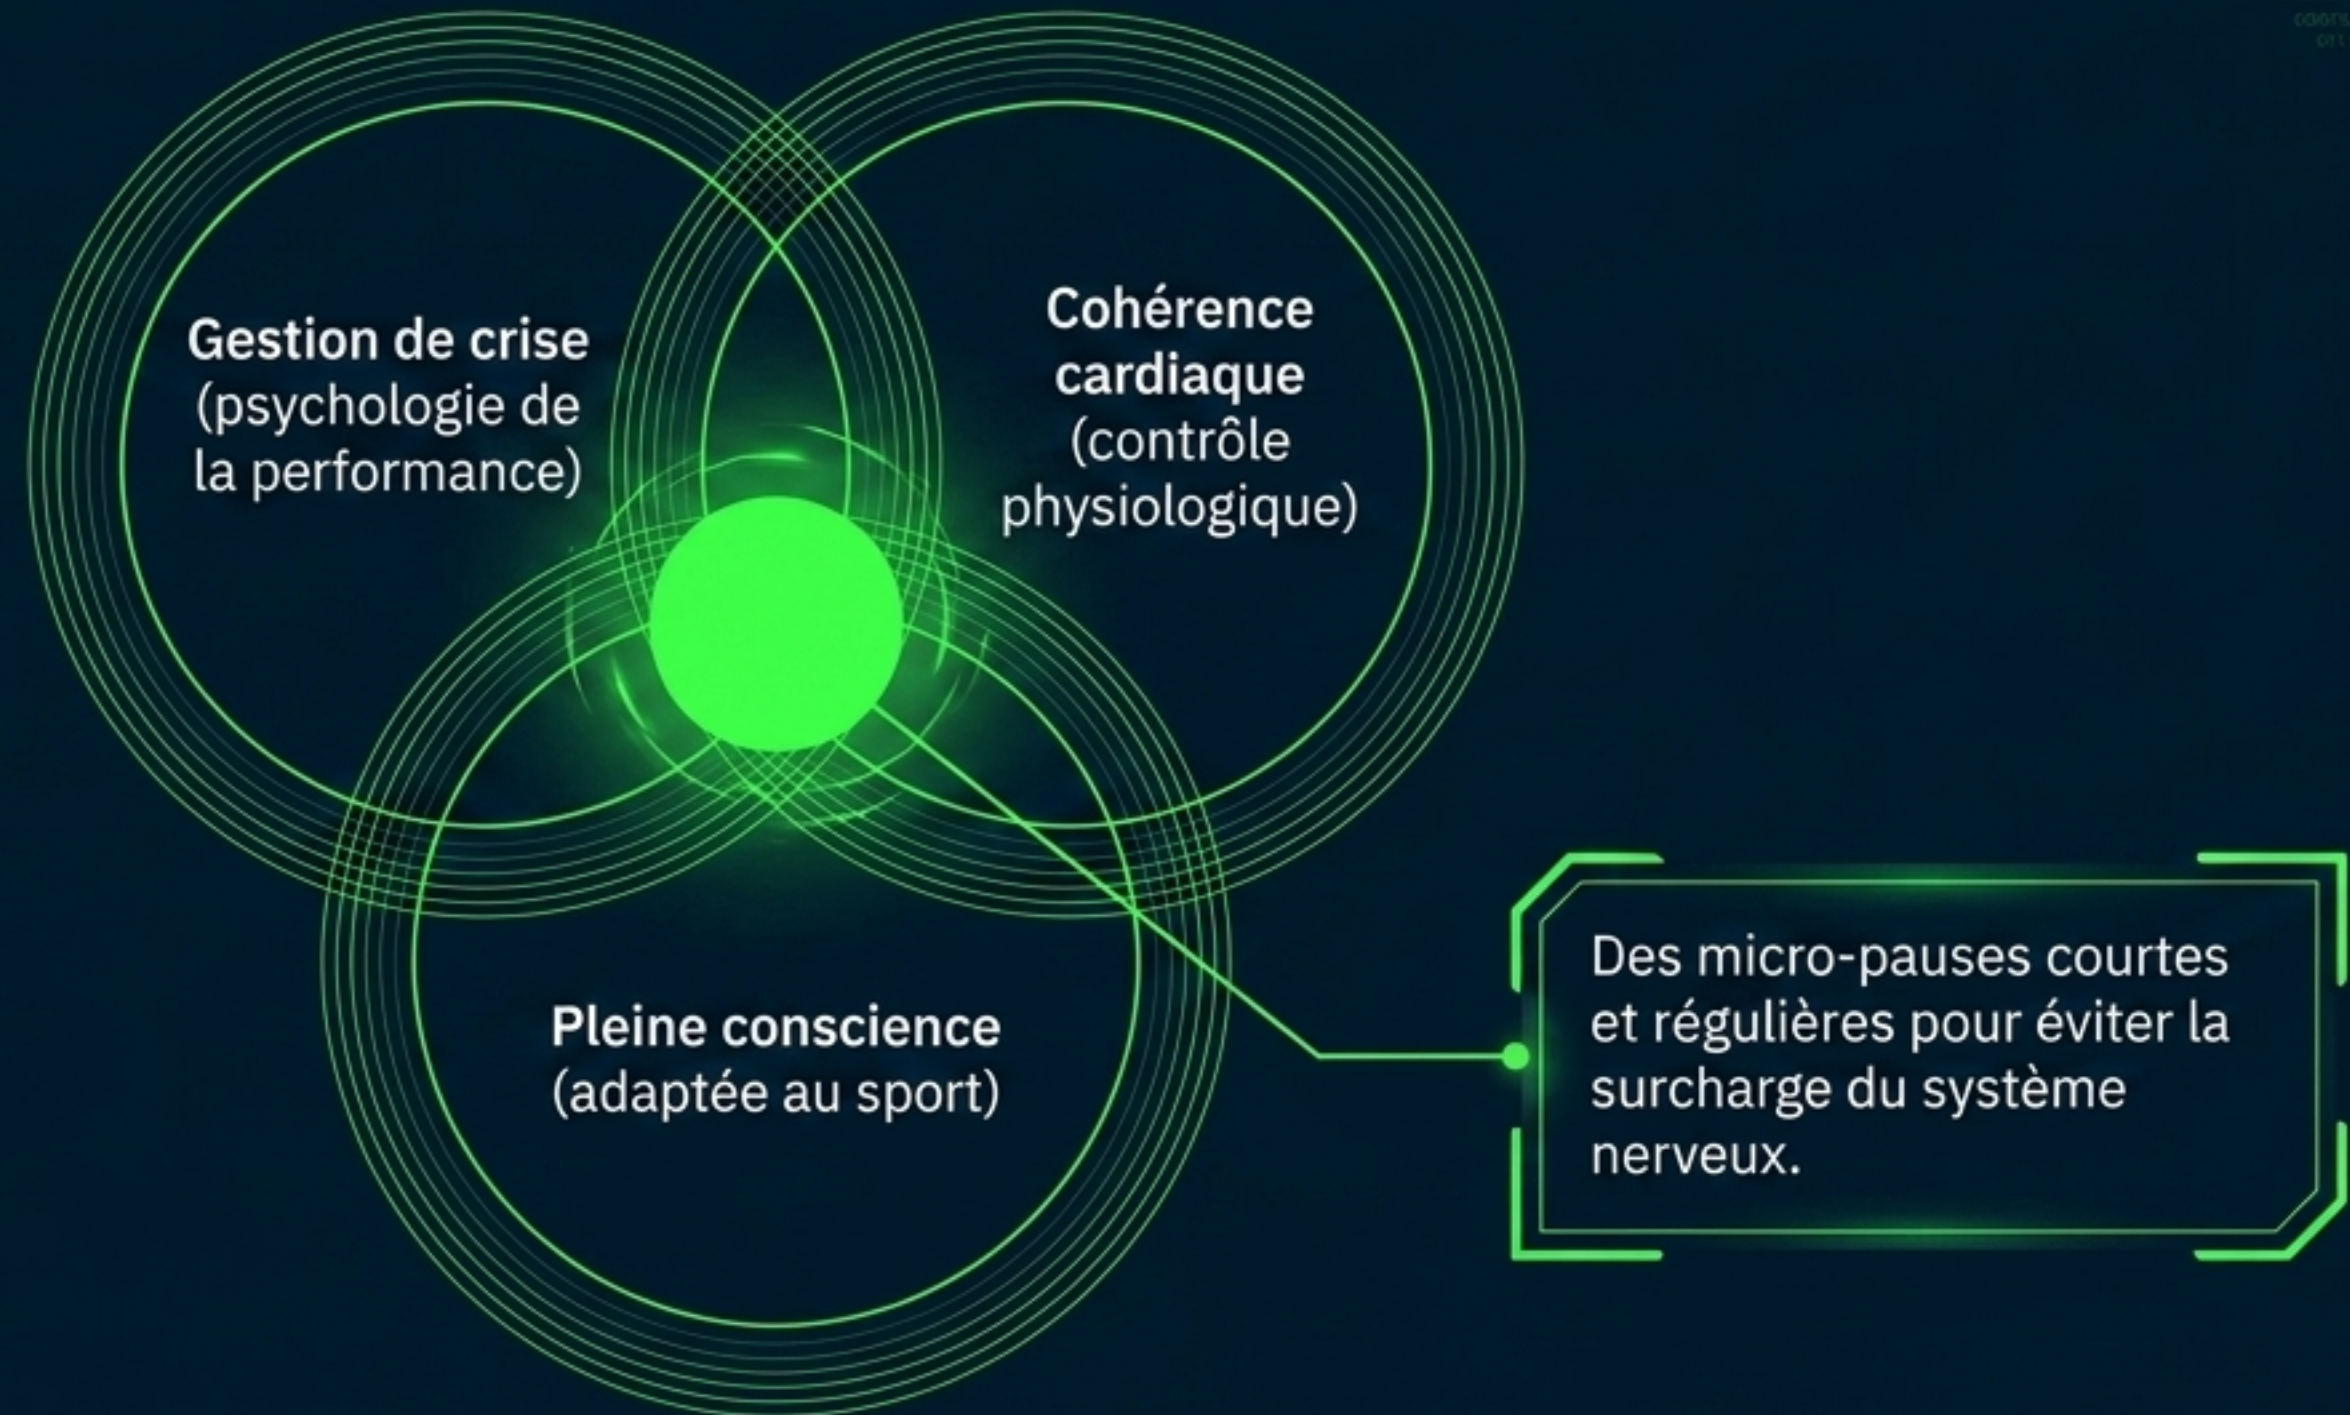 Gestion de crise
(psychologie de
la performance)
Cohérence
cardiaque
(contrôle
physiologique)
Pleine conscience
(adaptée au sport)
Des micro-pauses courtes
et régulières pour éviter la
surcharge du système
nerveux.